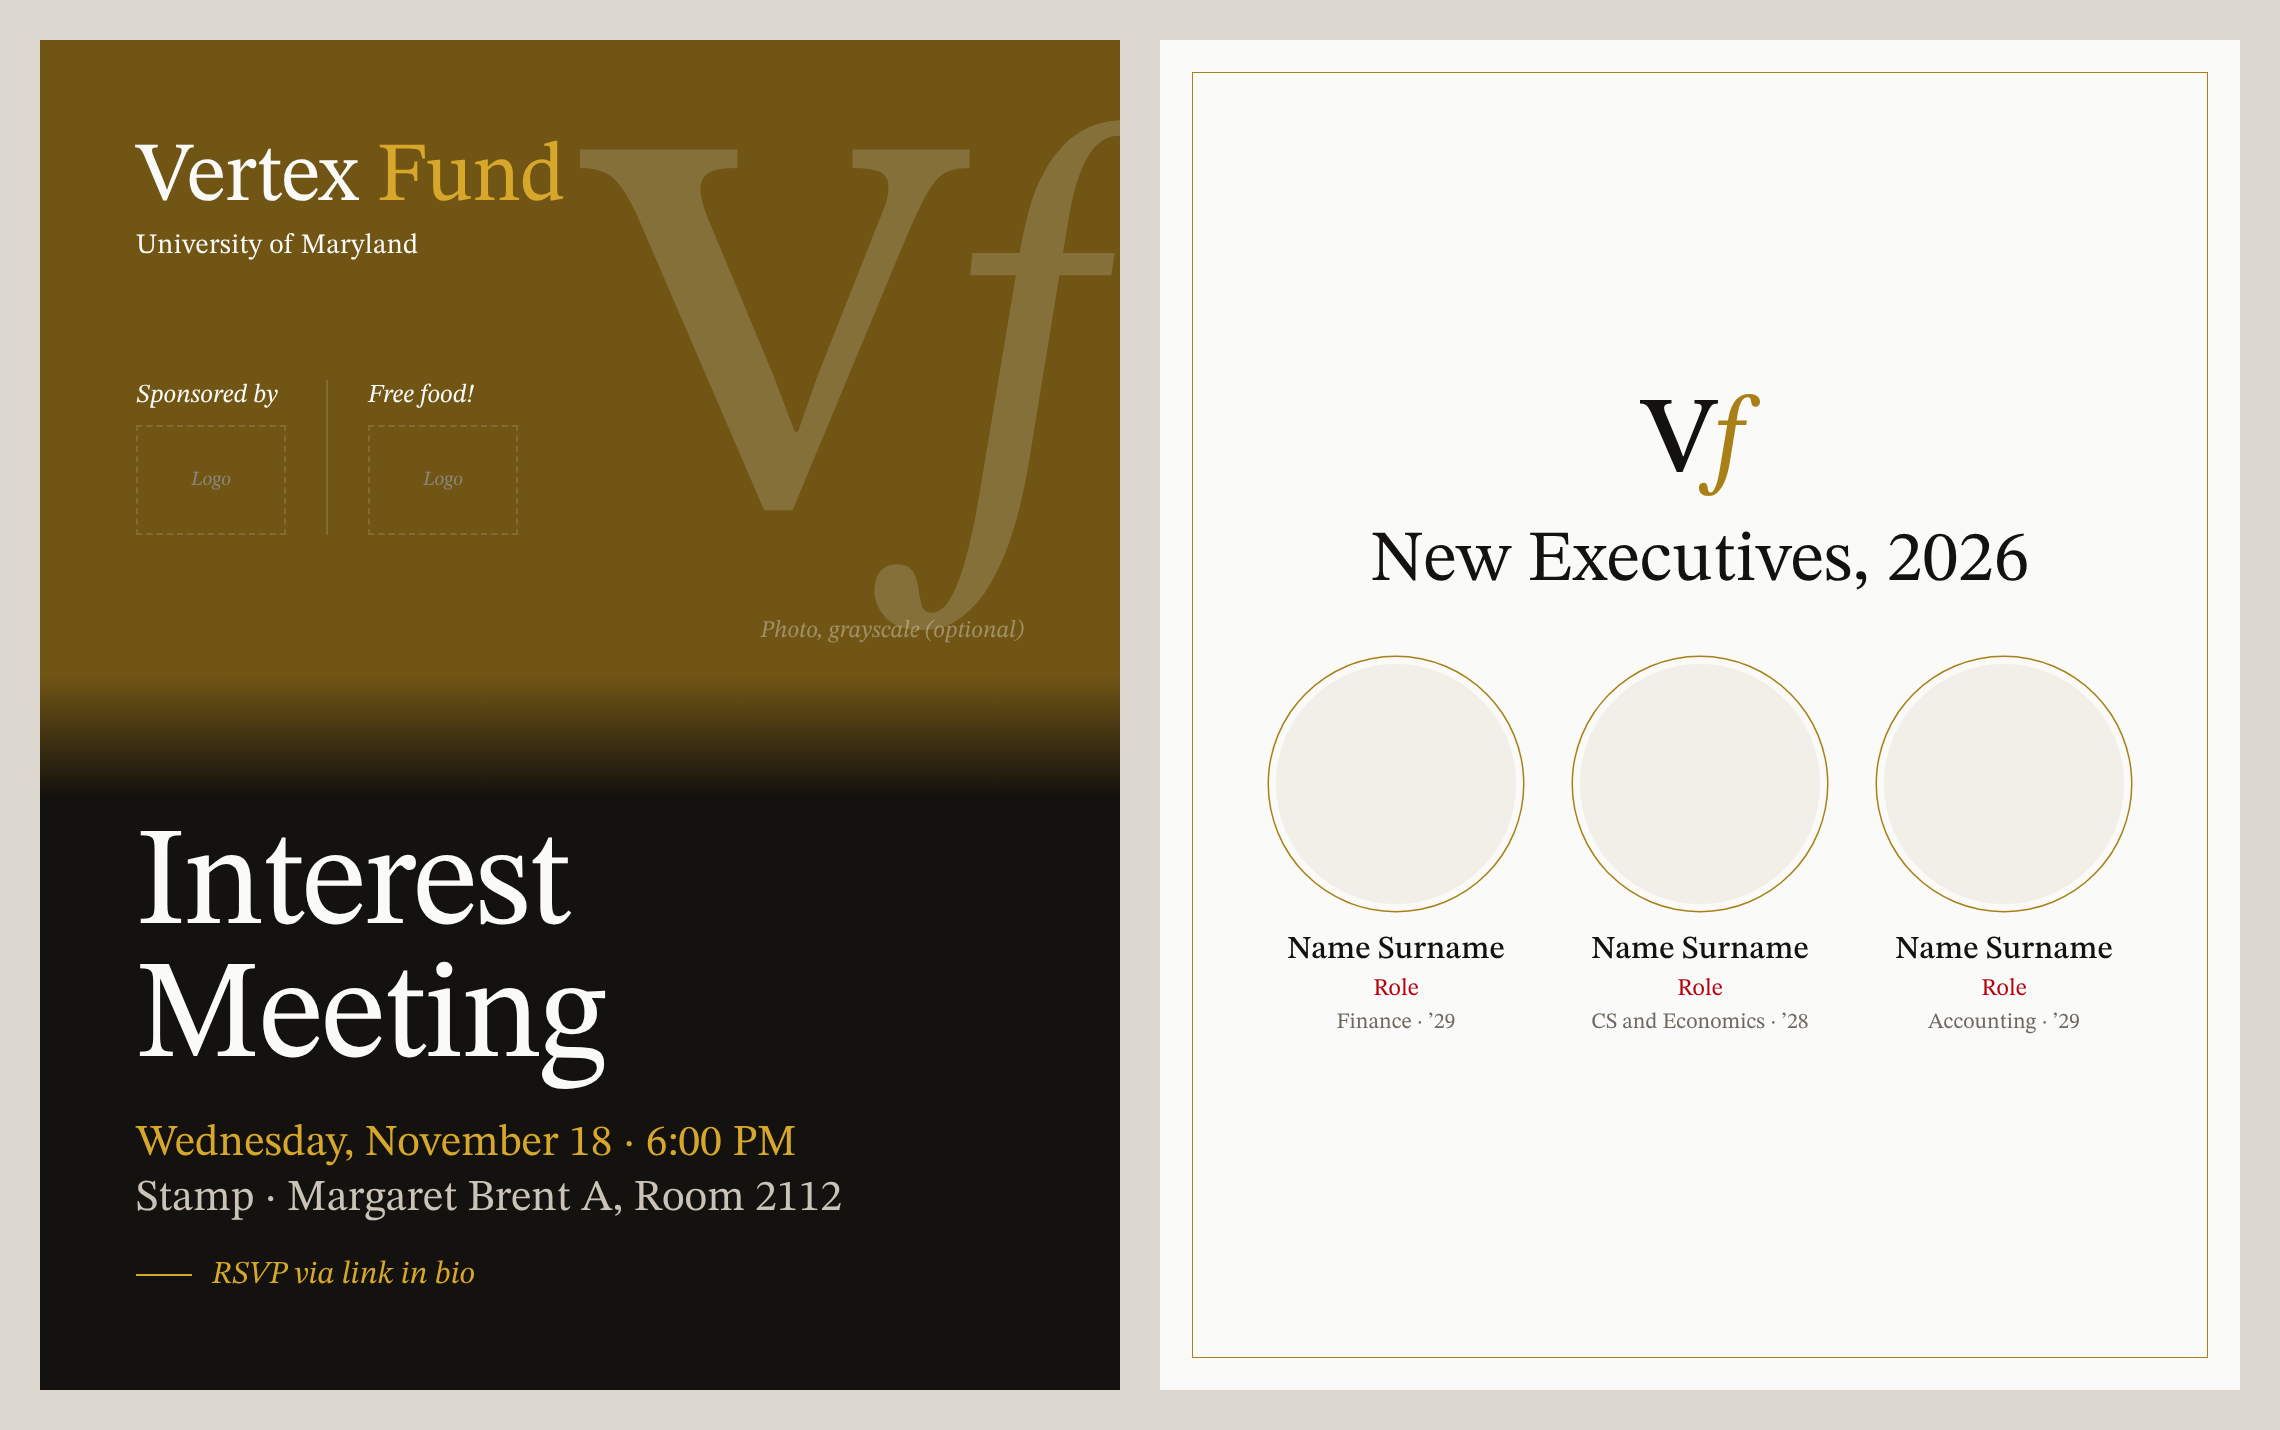 Vertex Fund
University of Maryland
Vf
Sponsored by
Free food!
Logo
Logo
Photo, grayscale (optional)
Interest
Meeting
Wednesday, November 18 · 6:00 PM
Stamp · Margaret Brent A, Room 2112
RSVP via link in bio
Vf
New Executives, 2026
Name Surname
Role
Finance · ’29
Name Surname
Role
CS and Economics · ’28
Name Surname
Role
Accounting · ’29